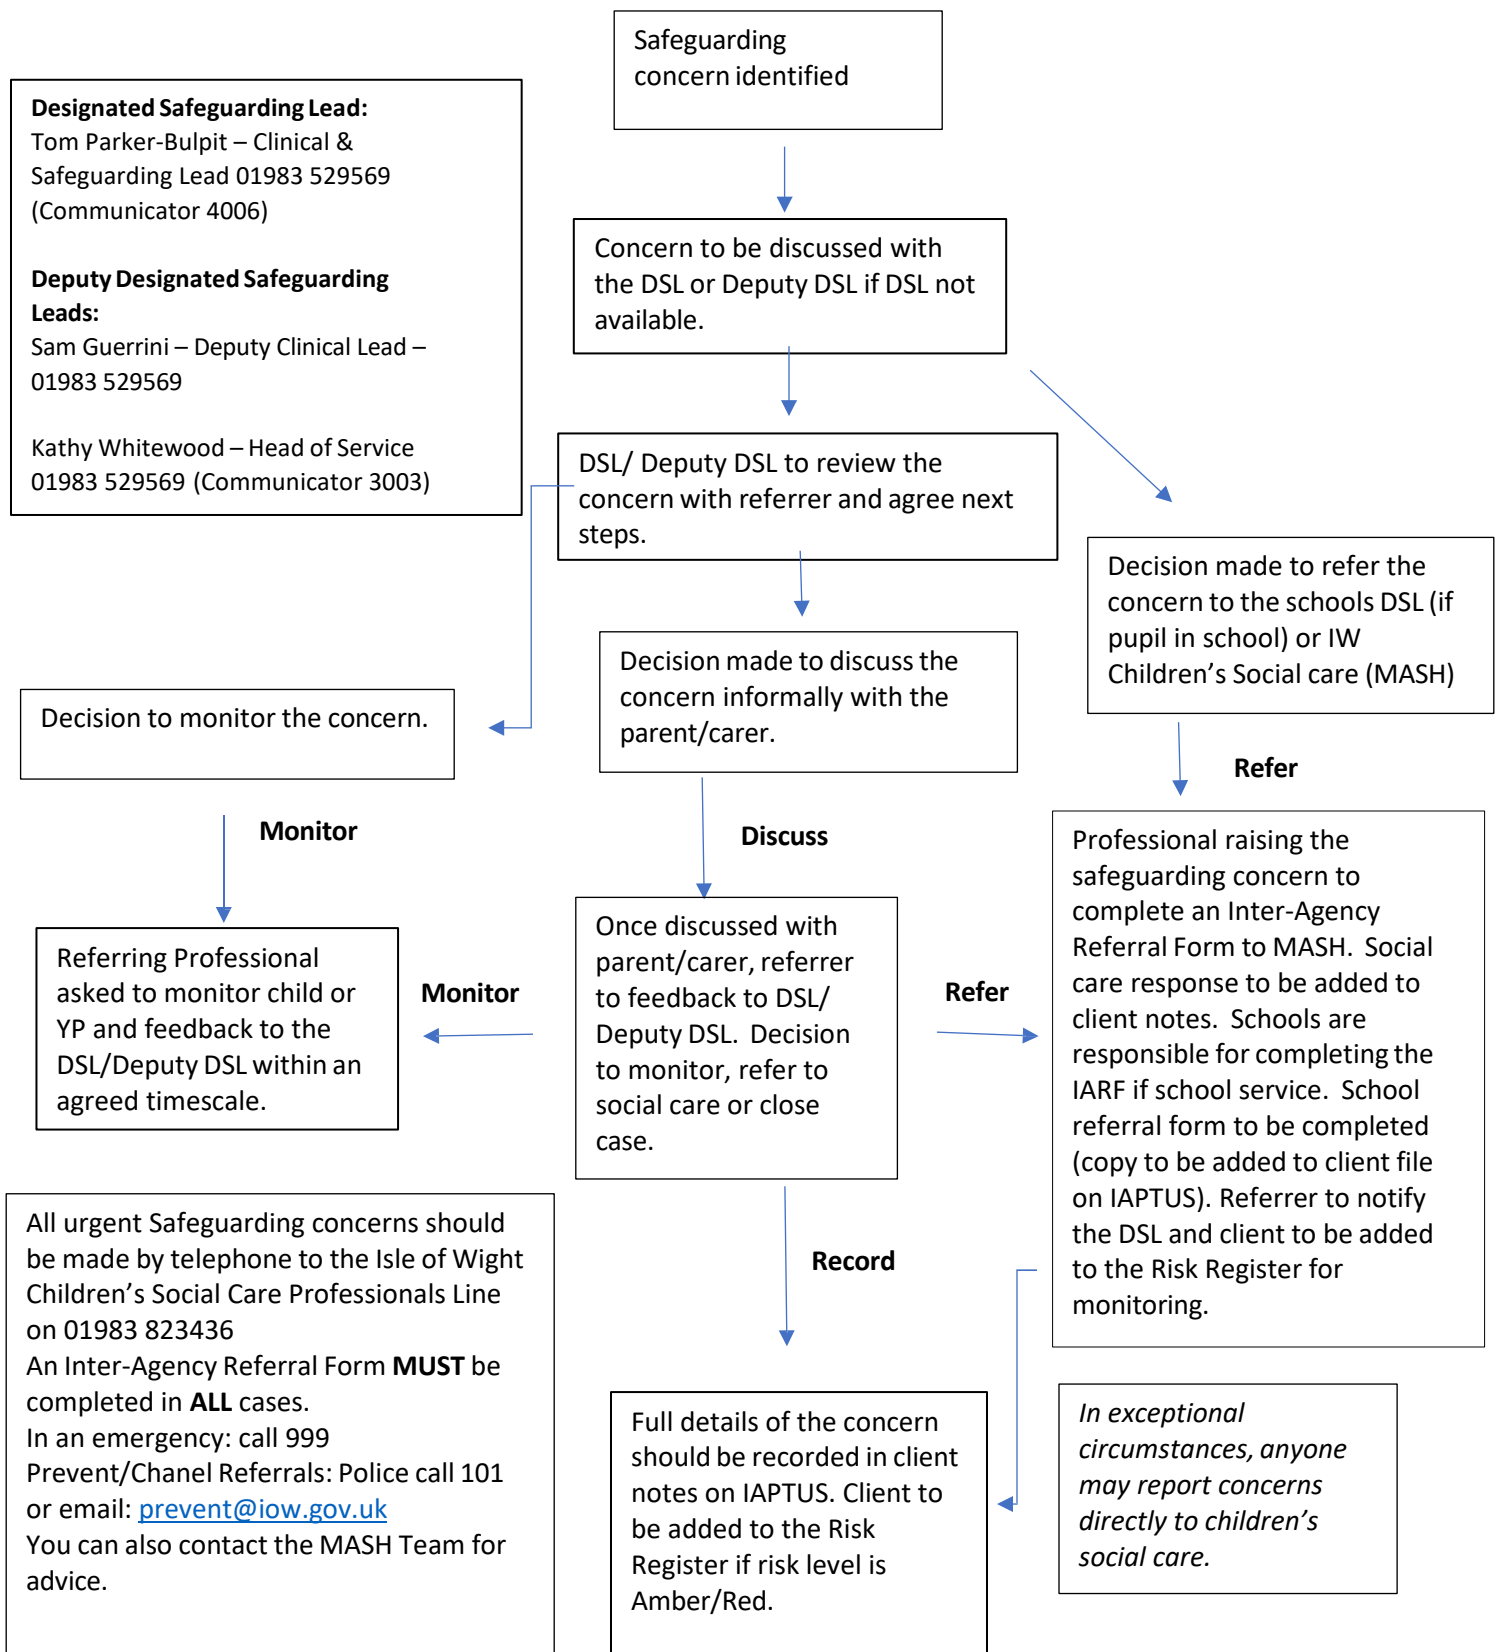 Safeguarding
concern identified
Designated Safeguarding Lead:
Tom Parker-Bulpit – Clinical &
Safeguarding Lead 01983 529569
(Communicator 4006)
Deputy Designated Safeguarding
Leads:
Sam Guerrini – Deputy Clinical Lead –
01983 529569
Kathy Whitewood – Head of Service
01983 529569 (Communicator 3003)
Concern to be discussed with
the DSL or Deputy DSL if DSL not
available.
DSL/ Deputy DSL to review the
concern with referrer and agree next
steps.
Decision made to refer the
concern to the schools DSL (if
pupil in school) or IW
Children’s Social care (MASH)
Decision made to discuss the
concern informally with the
parent/carer.
Decision to monitor the concern.
Refer
Monitor
Discuss
Professional raising the
safeguarding concern to
complete an Inter-Agency
Referral Form to MASH. Social
care response to be added to
client notes. Schools are
responsible for completing the
IARF if school service. School
referral form to be completed
(copy to be added to client file
on IAPTUS). Referrer to notify
the DSL and client to be added
to the Risk Register for
monitoring.
Once discussed with
parent/carer, referrer
to feedback to DSL/
Deputy DSL. Decision
to monitor, refer to
social care or close
case.
Referring Professional
asked to monitor child or
YP and feedback to the
DSL/Deputy DSL within an
agreed timescale.
Monitor
Refer
All urgent Safeguarding concerns should
be made by telephone to the Isle of Wight
Children’s Social Care Professionals Line
on 01983 823436
An Inter-Agency Referral Form MUST be
completed in ALL cases.
In an emergency: call 999
Prevent/Chanel Referrals: Police call 101
or email: prevent@iow.gov.uk
You can also contact the MASH Team for
advice.
Record
Full details of the concern
should be recorded in client
notes on IAPTUS. Client to
be added to the Risk
Register if risk level is
Amber/Red.
In exceptional
circumstances, anyone
may report concerns
directly to children’s
social care.